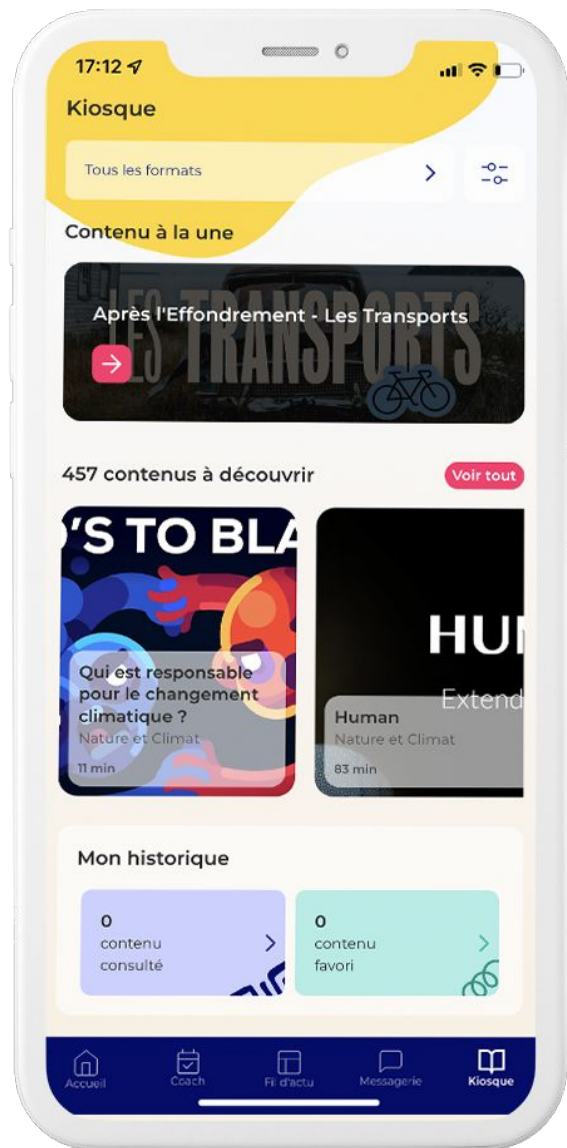 17:12
Kiosque
Tous les formats
Contenu à la une
LES TRANSPORTS
Après l'Effondrement - Les Transports
457 contenus à découvrir
Voir tout
'S TO BLA
Qui est responsable
pour le changement
climatique ?
Nature et Climat
11 min
HU
Extend
Human
Nature et Climat
83 min
Mon historique
0
contenu
consulté
0
contenu
favori
Accueil
Coach
Fil d'actu
Messagerie
Kiosque